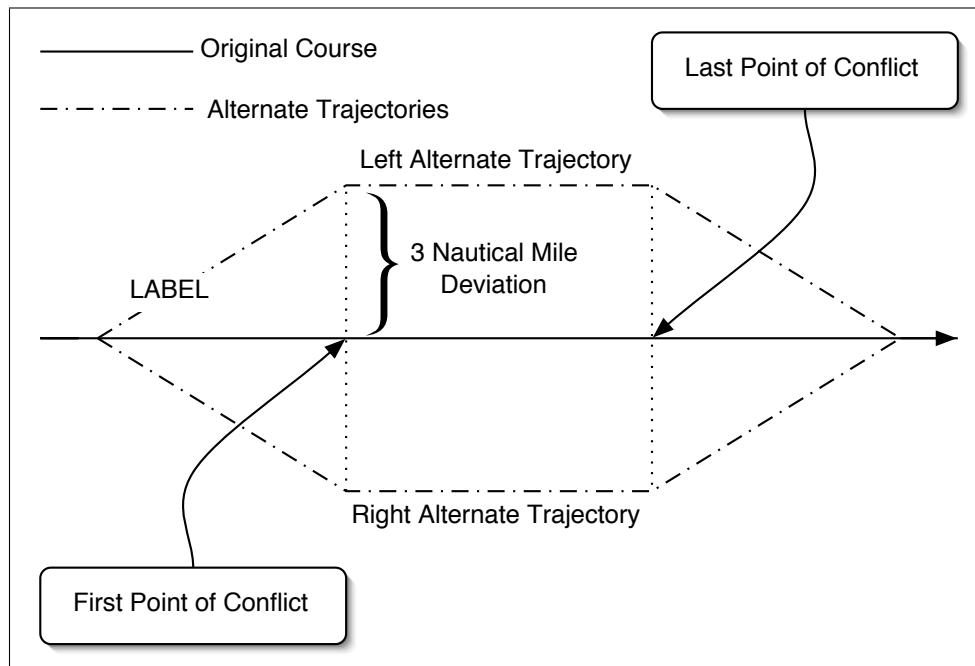 Original Course
Last Point of Conflict
Alternate Trajectories
Left Alternate Trajectory
3 Nautical Mile
Deviation
LABEL
Right Alternate Trajectory
First Point of Conflict